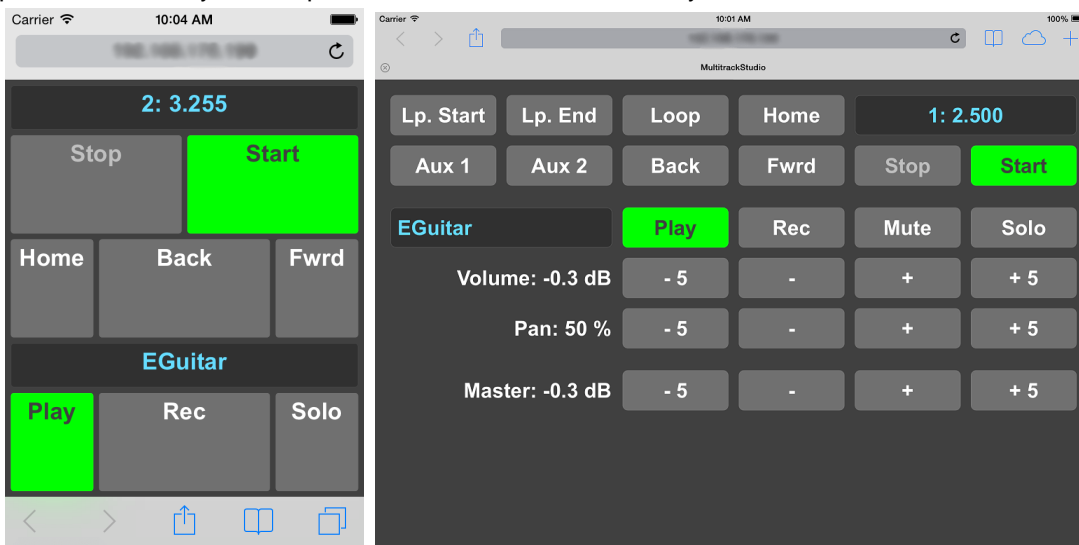 Carrier 10:04 AM
2: 3.255
Stop Start
Home Back Fwrd
EGuitar
Play Rec Solo
Carrier 10:01 AM 100%
MultitrackStudio
Lp. Start Lp. End Loop Home 1: 2.500
Aux 1 Aux 2 Back Fwrd Stop Start
EGuitar Play Rec Mute Solo
Volume: -0.3 dB - 5 - + + 5
Pan: 50 % - 5 - + + 5
Master: -0.3 dB - 5 - + + 5